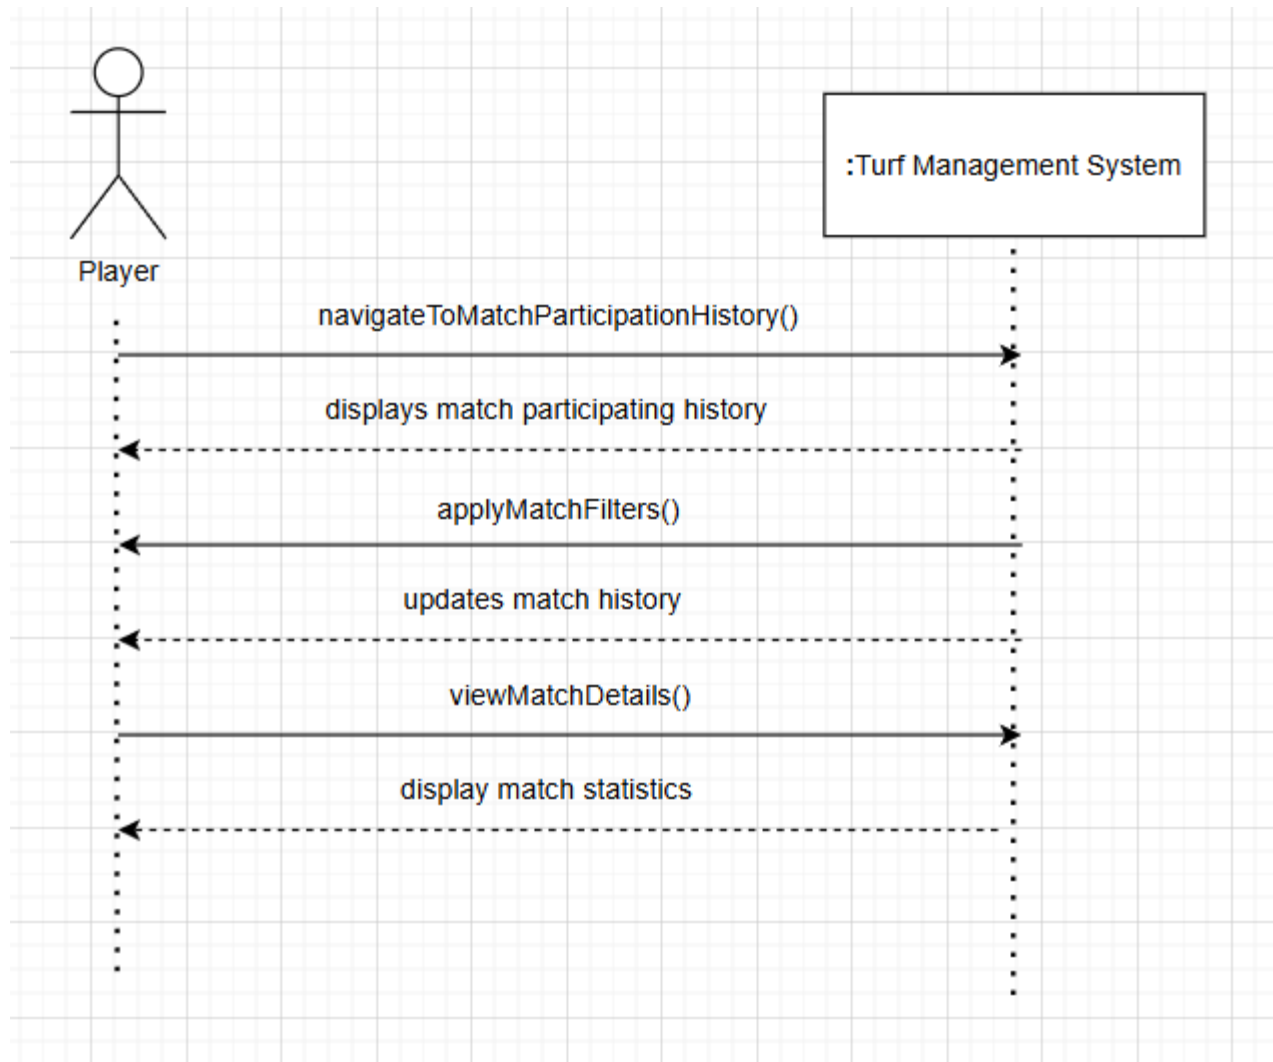 Player
:Turf Management System
navigateToMatchParticipationHistory()
displays match participating history
applyMatchFilters()
updates match history
viewMatchDetails()
display match statistics